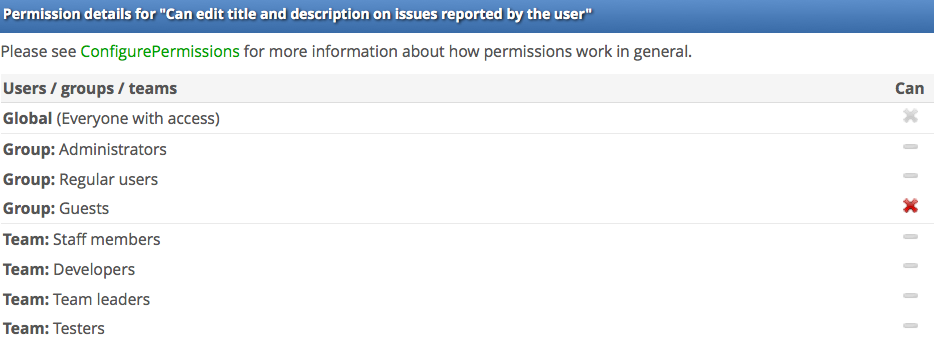 Permission details for "Can edit title and description on issues reported by the user"
Please see ConfigurePermissions for more information about how permissions work in general.
Users / groups / teams Can
Global (Everyone with access)
Group: Administrators
Group: Regular users
Group: Guests
Team: Staff members
Team: Developers
Team: Team leaders
Team: Testers